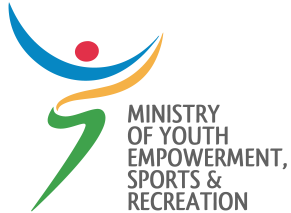 MINISTRY
OF YOUTH
EMPOWERMENT,
SPORTS &
RECREATION